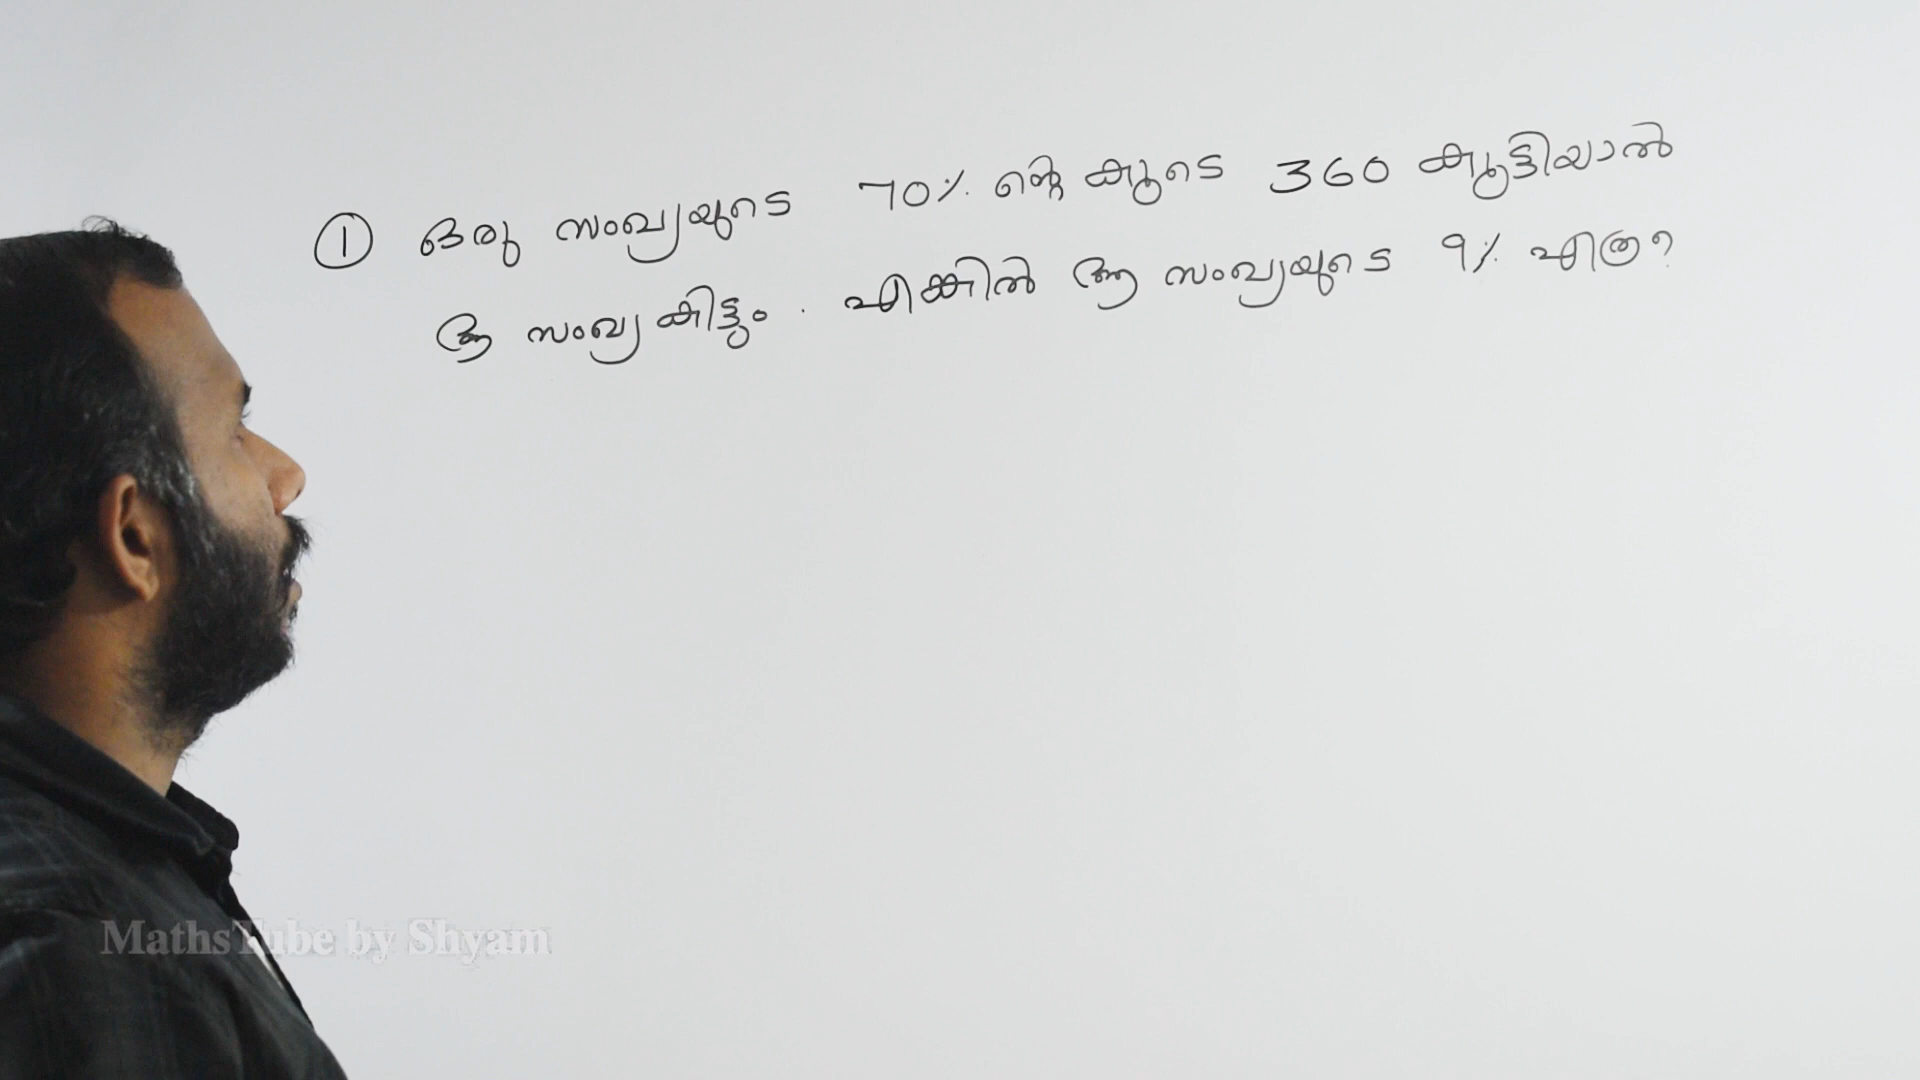 ① ഒരു സംഖ്യയുടെ 70% ന്റെ കൂടെ 360 കൂട്ടിയാൽ
ആ സംഖ്യ കിട്ടും. എങ്കിൽ ആ സംഖ്യയുടെ 9% എത്ര?
MathsTube by Shyam